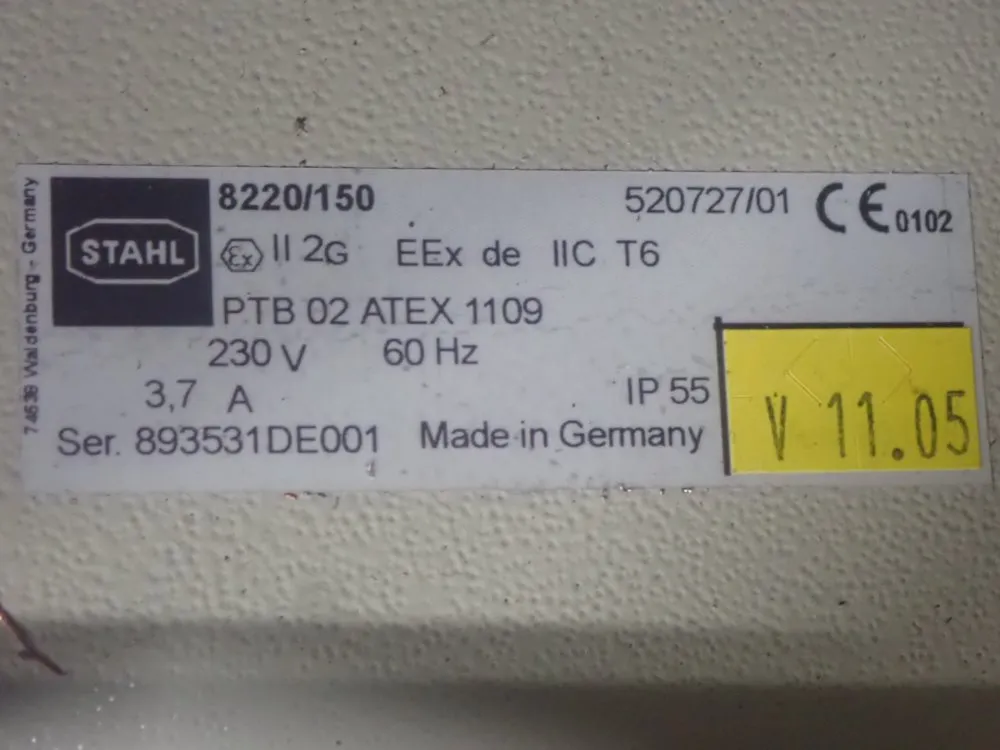 74638 Waldenburg - Germany
STAHL
8220/150 520727/01 CE 0102
Ex II 2G EEx de IIC T6
PTB 02 ATEX 1109
230 V 60 Hz
3,7 A IP 55
Ser. 893531DE001 Made in Germany
V 11.05